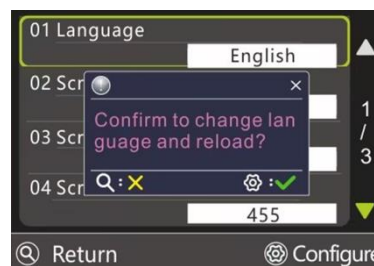 01 Language
English
02 Scr
Confirm to change lan
guage and reload?
03 Scr
:
:
04 Scr
455
1
/
3
Return
Configure